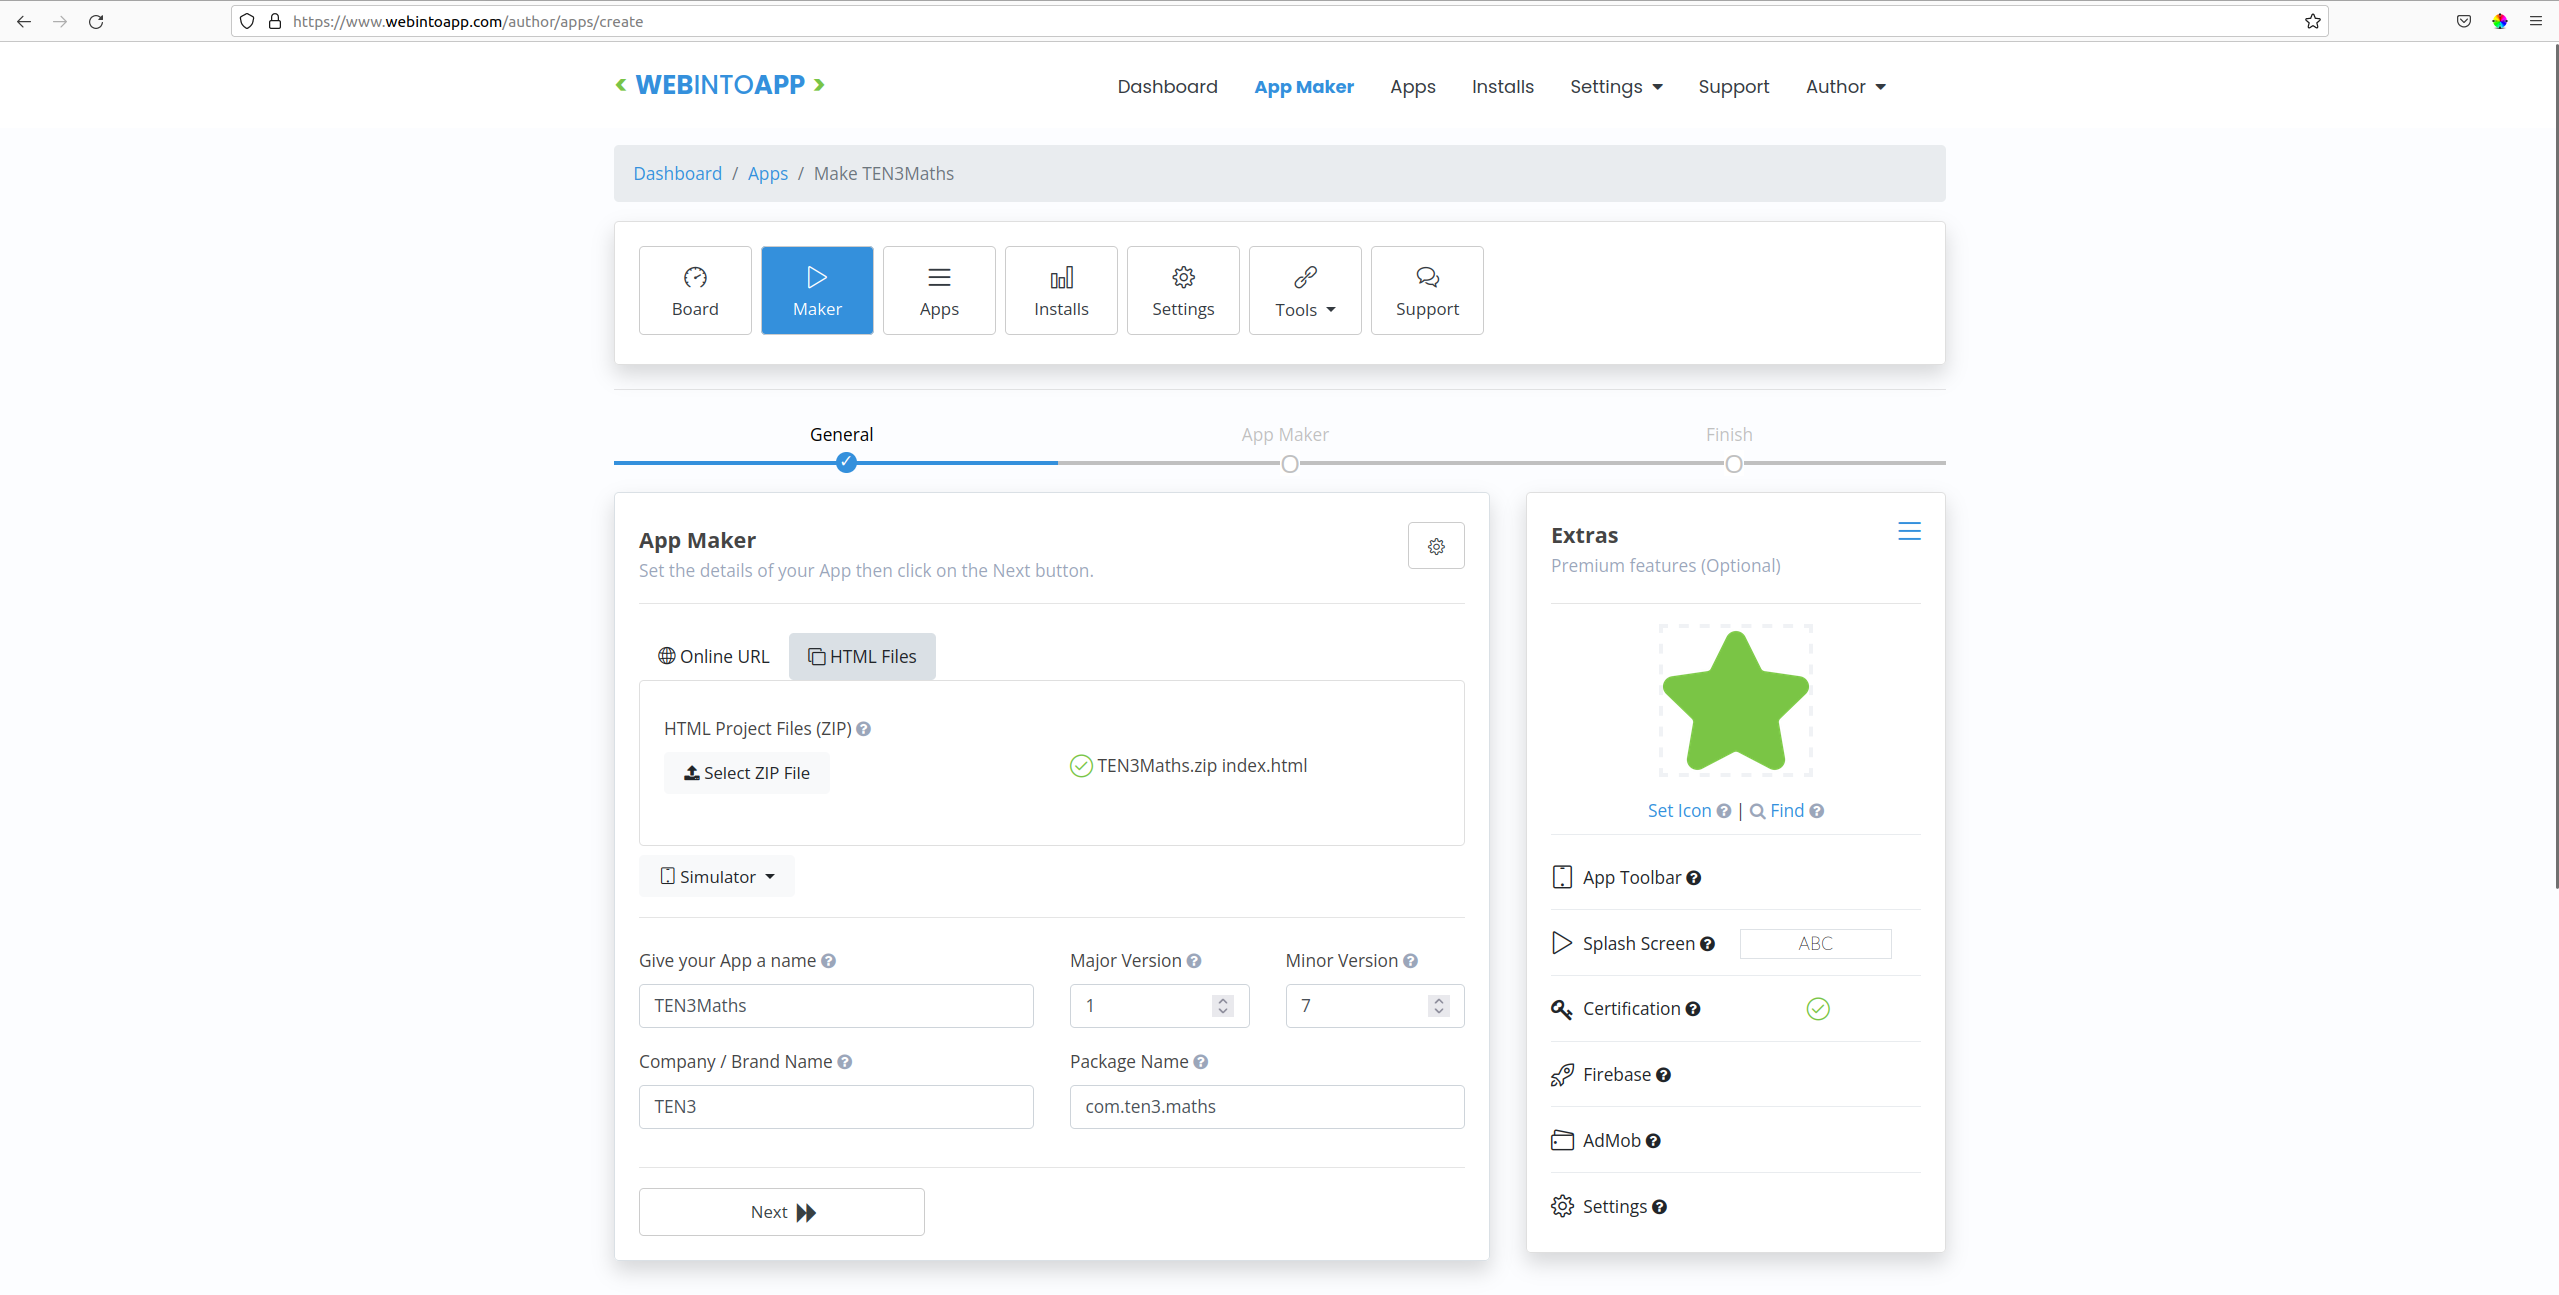 https://www.webintoapp.com/author/apps/create
WEBINTOAPP
Dashboard App Maker Apps Installs Settings Support Author
Dashboard / Apps / Make TEN3Maths
Board Maker Apps Installs Settings Tools Support
General App Maker Finish
App Maker
Set the details of your App then click on the Next button.
Online URL HTML Files
HTML Project Files (ZIP)
Select ZIP File
TEN3Maths.zip index.html
Simulator
Give your App a name Major Version Minor Version
TEN3Maths 1 7
Company / Brand Name Package Name
TEN3 com.ten3.maths
Next
Extras
Premium features (Optional)
Set Icon | Find
App Toolbar
Splash Screen ABC
Certification
Firebase
AdMob
Settings